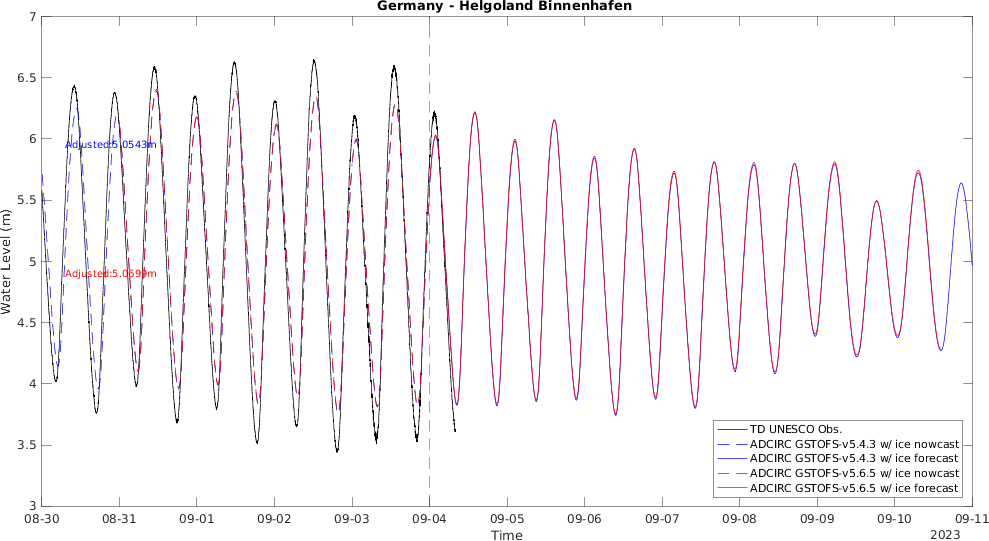 Germany - Helgoland Binnenhafen
7
6.5
6
5.5
5
4.5
4
3.5
3
Water Level (m)
Adjusted:5.0543m
Adjusted:5.0699m
TD UNESCO Obs.
ADCIRC GSTOFS-v5.4.3 w/ ice nowcast
ADCIRC GSTOFS-v5.4.3 w/ ice forecast
ADCIRC GSTOFS-v5.6.5 w/ ice nowcast
ADCIRC GSTOFS-v5.6.5 w/ ice forecast
08-30 08-31 09-01 09-02 09-03 09-04 09-05 09-06 09-07 09-08 09-09 09-10 09-11
Time
2023